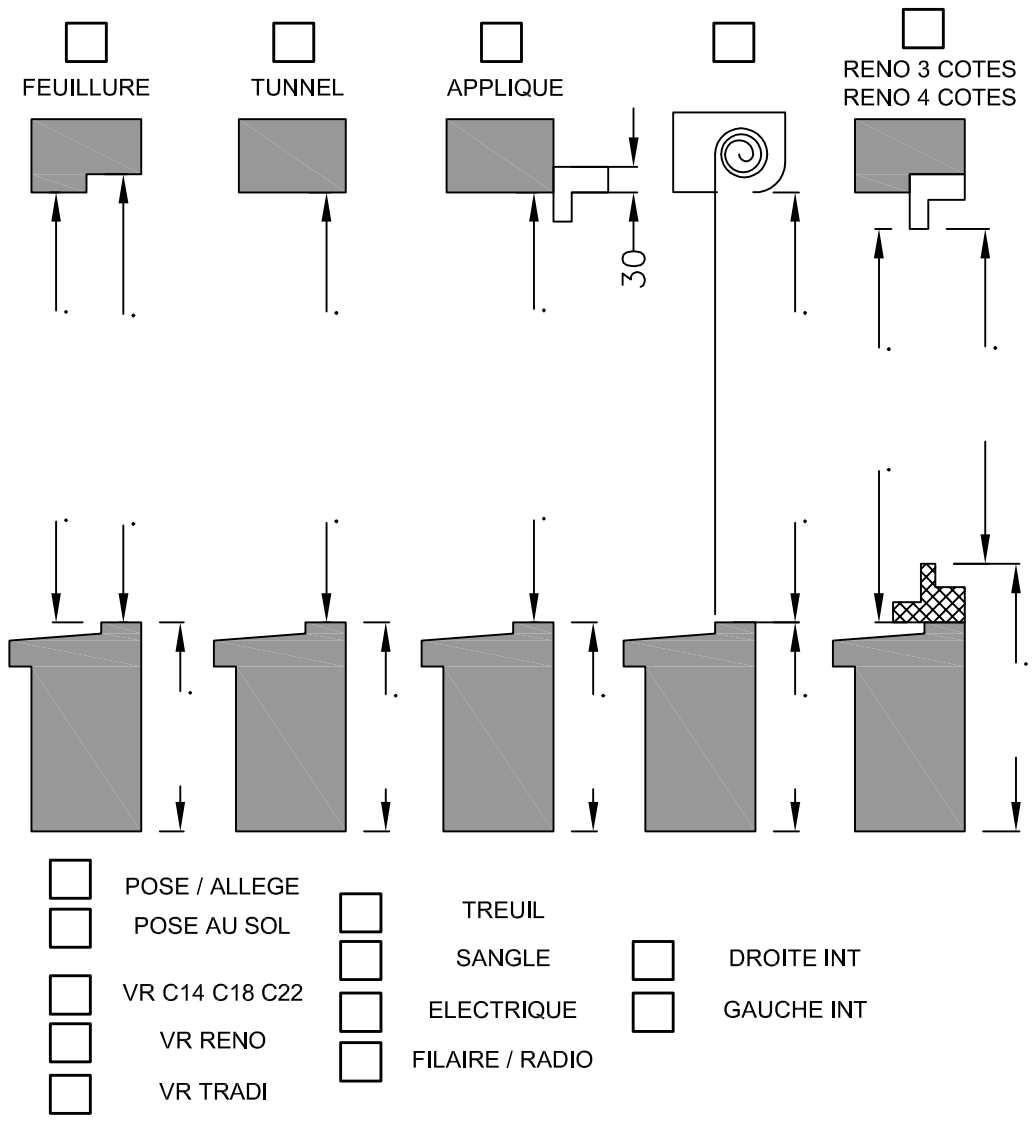 FEUILLURE
TUNNEL
APPLIQUE
RENO 3 COTES
RENO 4 COTES
30
POSE / ALLEGE
POSE AU SOL
VR C14 C18 C22
VR RENO
VR TRADI
TREUIL
SANGLE
ELECTRIQUE
FILAIRE / RADIO
DROITE INT
GAUCHE INT